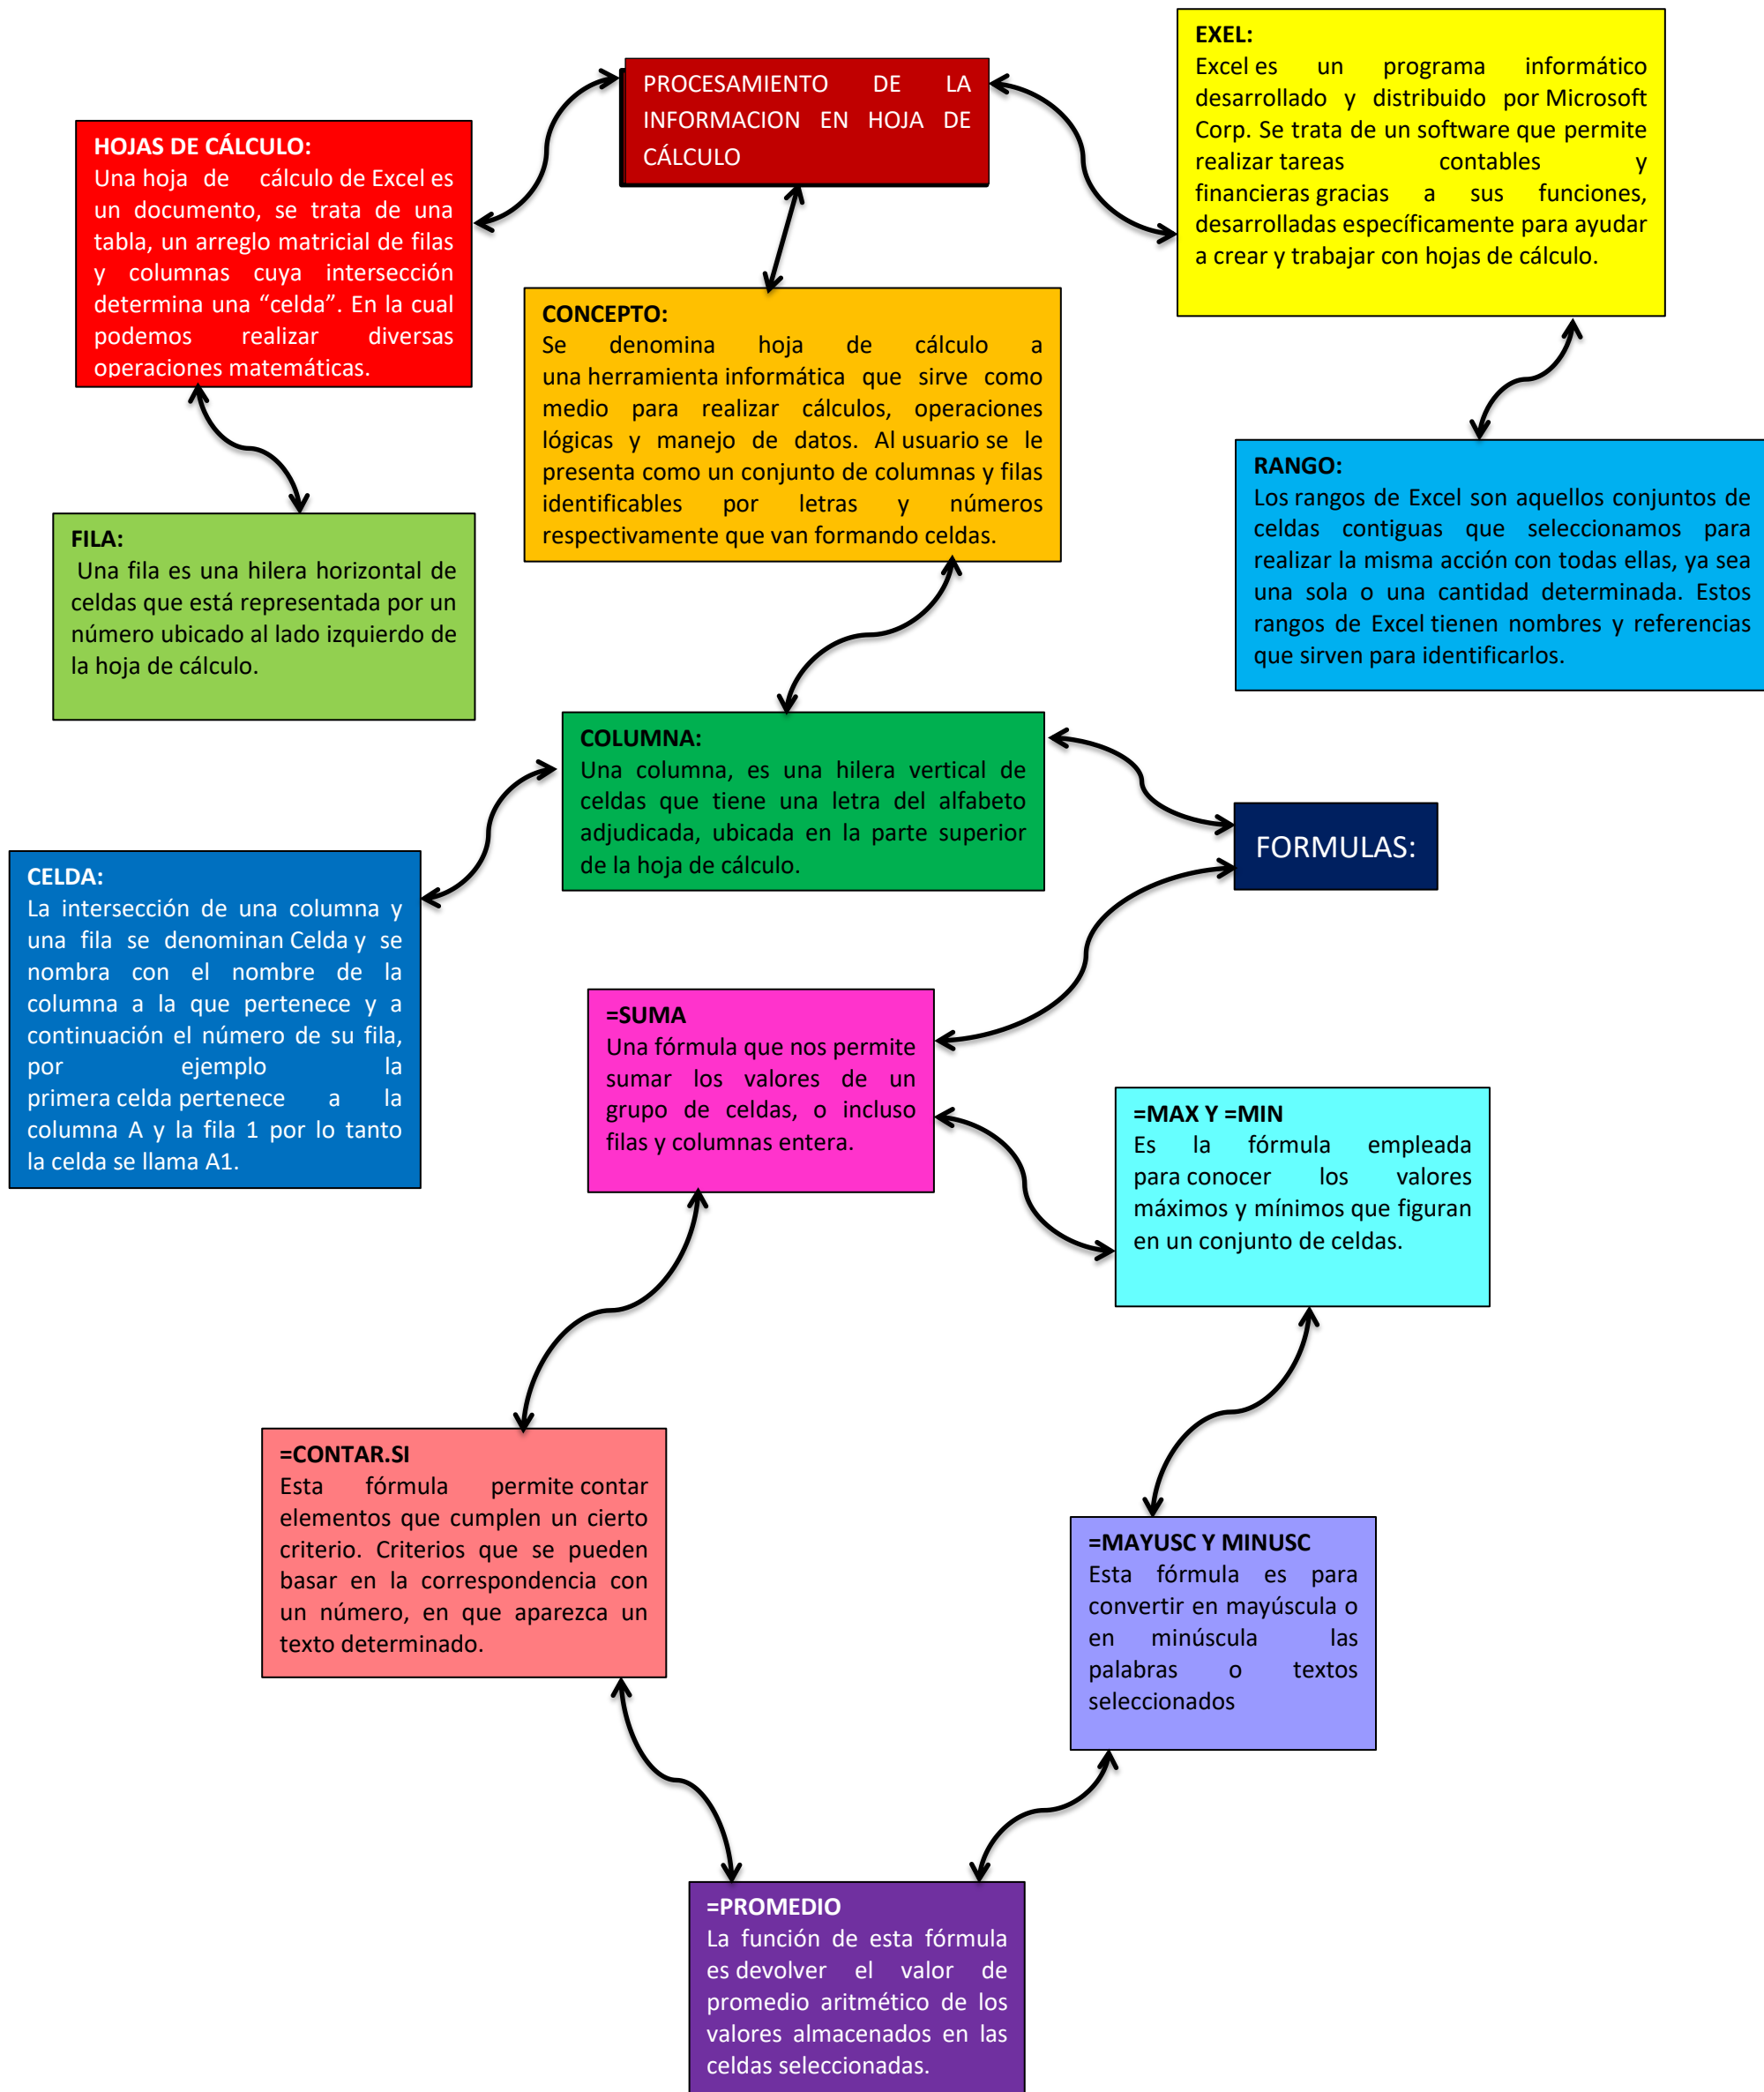 PROCESAMIENTO DE LA
INFORMACION EN HOJA DE
CÁLCULO
EXEL:
Excel es un programa informático
desarrollado y distribuido por Microsoft
Corp. Se trata de un software que permite
realizar tareas contables y
financieras gracias a sus funciones,
desarrolladas específicamente para ayudar
a crear y trabajar con hojas de cálculo.
HOJAS DE CÁLCULO:
Una hoja de cálculo de Excel es
un documento, se trata de una
tabla, un arreglo matricial de filas
y columnas cuya intersección
determina una “celda”. En la cual
podemos realizar diversas
operaciones matemáticas.
CONCEPTO:
Se denomina hoja de cálculo a
una herramienta informática que sirve como
medio para realizar cálculos, operaciones
lógicas y manejo de datos. Al usuario se le
presenta como un conjunto de columnas y filas
identificables por letras y números
respectivamente que van formando celdas.
RANGO:
Los rangos de Excel son aquellos conjuntos de
celdas contiguas que seleccionamos para
realizar la misma acción con todas ellas, ya sea
una sola o una cantidad determinada. Estos
rangos de Excel tienen nombres y referencias
que sirven para identificarlos.
FILA:
Una fila es una hilera horizontal de
celdas que está representada por un
número ubicado al lado izquierdo de
la hoja de cálculo.
COLUMNA:
Una columna, es una hilera vertical de
celdas que tiene una letra del alfabeto
adjudicada, ubicada en la parte superior
de la hoja de cálculo.
FORMULAS:
CELDA:
La intersección de una columna y
una fila se denominan Celda y se
nombra con el nombre de la
columna a la que pertenece y a
continuación el número de su fila,
por ejemplo la
primera celda pertenece a la
columna A y la fila 1 por lo tanto
la celda se llama A1.
=SUMA
Una fórmula que nos permite
sumar los valores de un
grupo de celdas, o incluso
filas y columnas entera.
=MAX Y =MIN
Es la fórmula empleada
para conocer los valores
máximos y mínimos que figuran
en un conjunto de celdas.
=CONTAR.SI
Esta fórmula permite contar
elementos que cumplen un cierto
criterio. Criterios que se pueden
basar en la correspondencia con
un número, en que aparezca un
texto determinado.
=MAYUSC Y MINUSC
Esta fórmula es para
convertir en mayúscula o
en minúscula las
palabras o textos
seleccionados
=PROMEDIO
La función de esta fórmula
es devolver el valor de
promedio aritmético de los
valores almacenados en las
celdas seleccionadas.